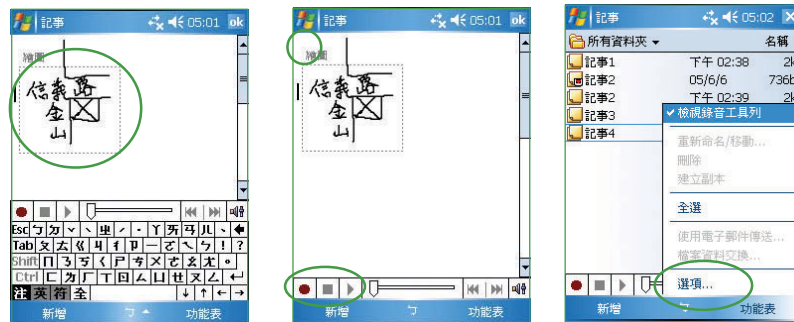 記事 05:01 ok
繪圖
信義路
金
山
Esc ㄅ ㄉ ˇ ˋ ㄓ ˊ ˙ ㄚ ㄞ ㄢ ㄦ
Tab ㄆ ㄊ ㄍ ㄐ ㄔ ㄗ ㄧ ㄛ ㄟ ㄣ ! ?
Shift ㄇ ㄋ ㄎ ㄑ ㄕ ㄘ ㄨ ㄜ ㄠ ㄤ 。
Ctrl ㄈ ㄌ ㄏ ㄒ ㄖ ㄙ ㄩ ㄝ ㄡ ㄥ
注 英 符 全 ↓ ↑ ← →
新增 ㄅ 功能表
記事 05:01 ok
繪圖
信義路
金
山
新增 ㄅ 功能表
記事 05:02
所有資料夾 名稱
記事1 下午 02:38 2k
記事2 05/6/6 736b
記事2 下午 02:39 2k
記事3
記事4
檢視錄音工具列
重新命名/移動...
刪除
建立副本
全選
使用電子郵件傳送...
檔案資料交換...
選項...
新增 ㄅ 功能表